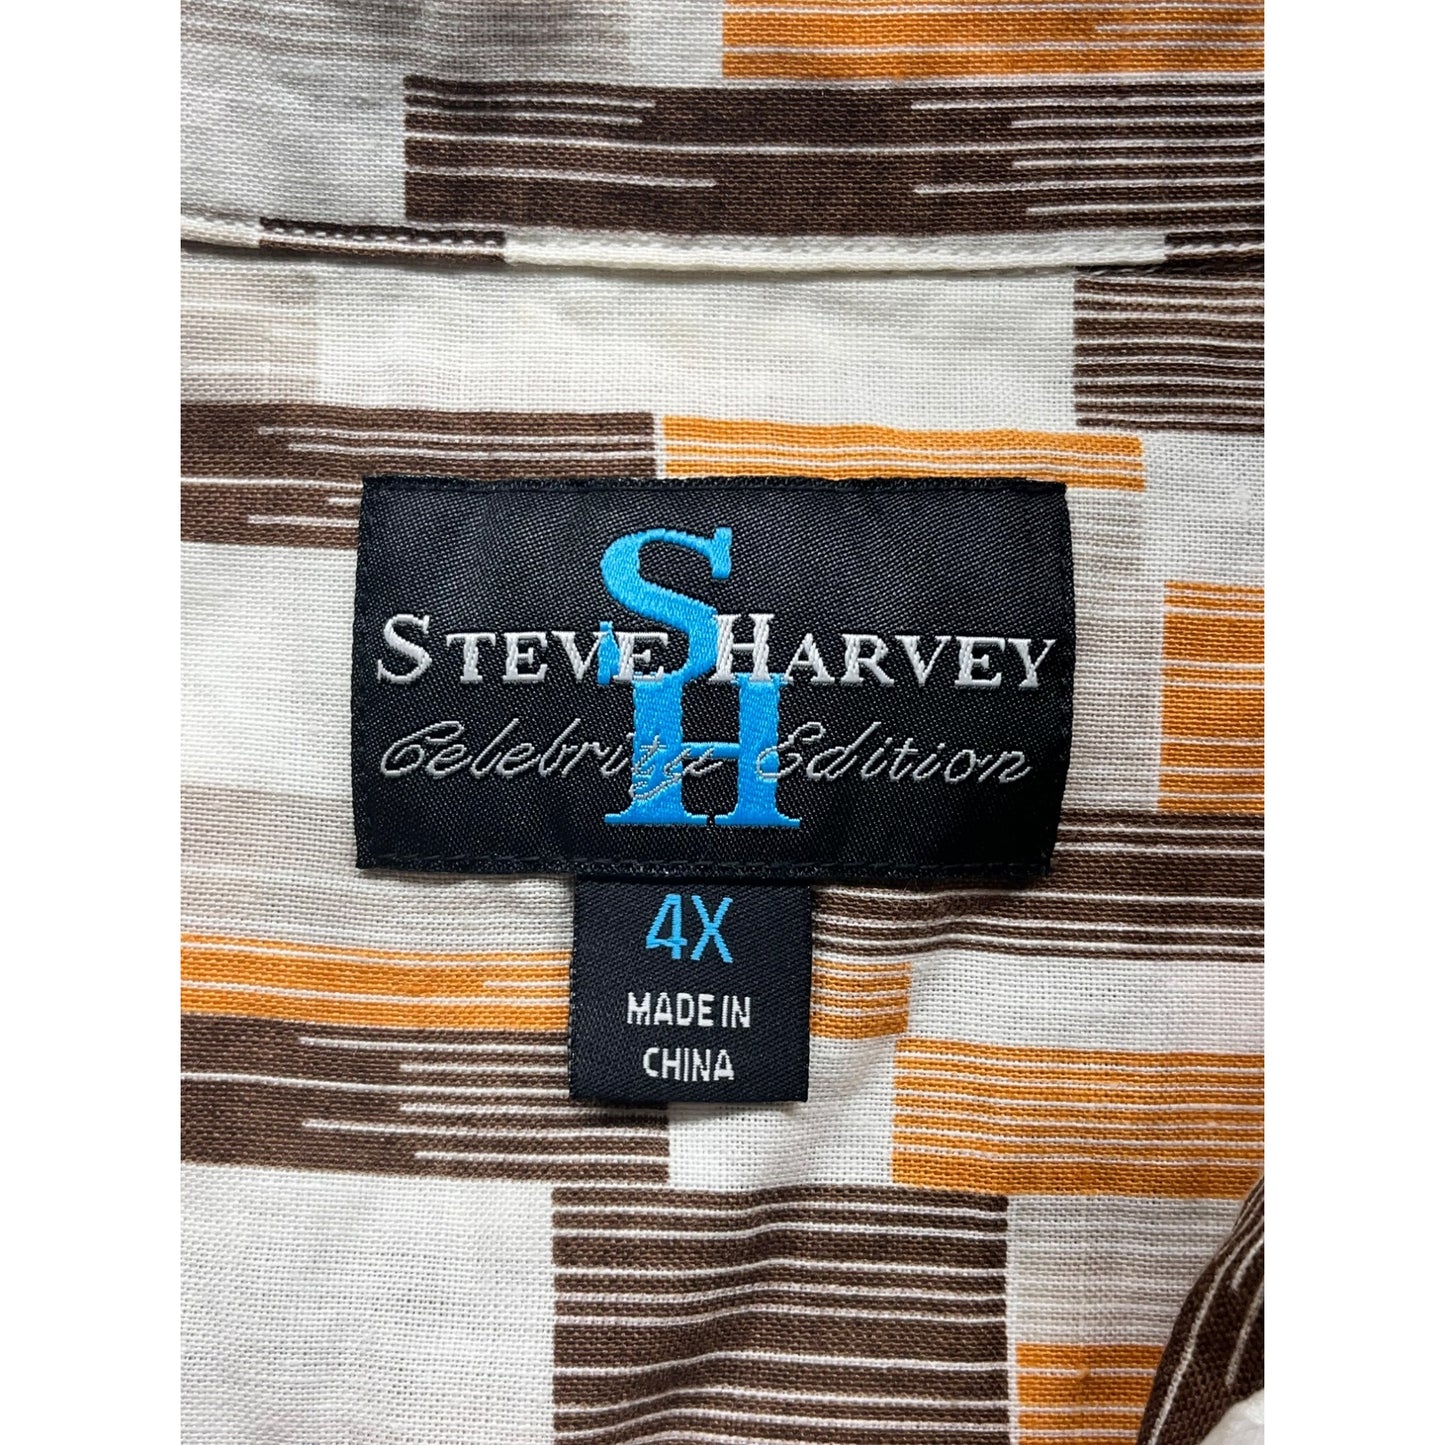 SH
STEVE HARVEY
Celebrity Edition
4X
MADE IN
CHINA